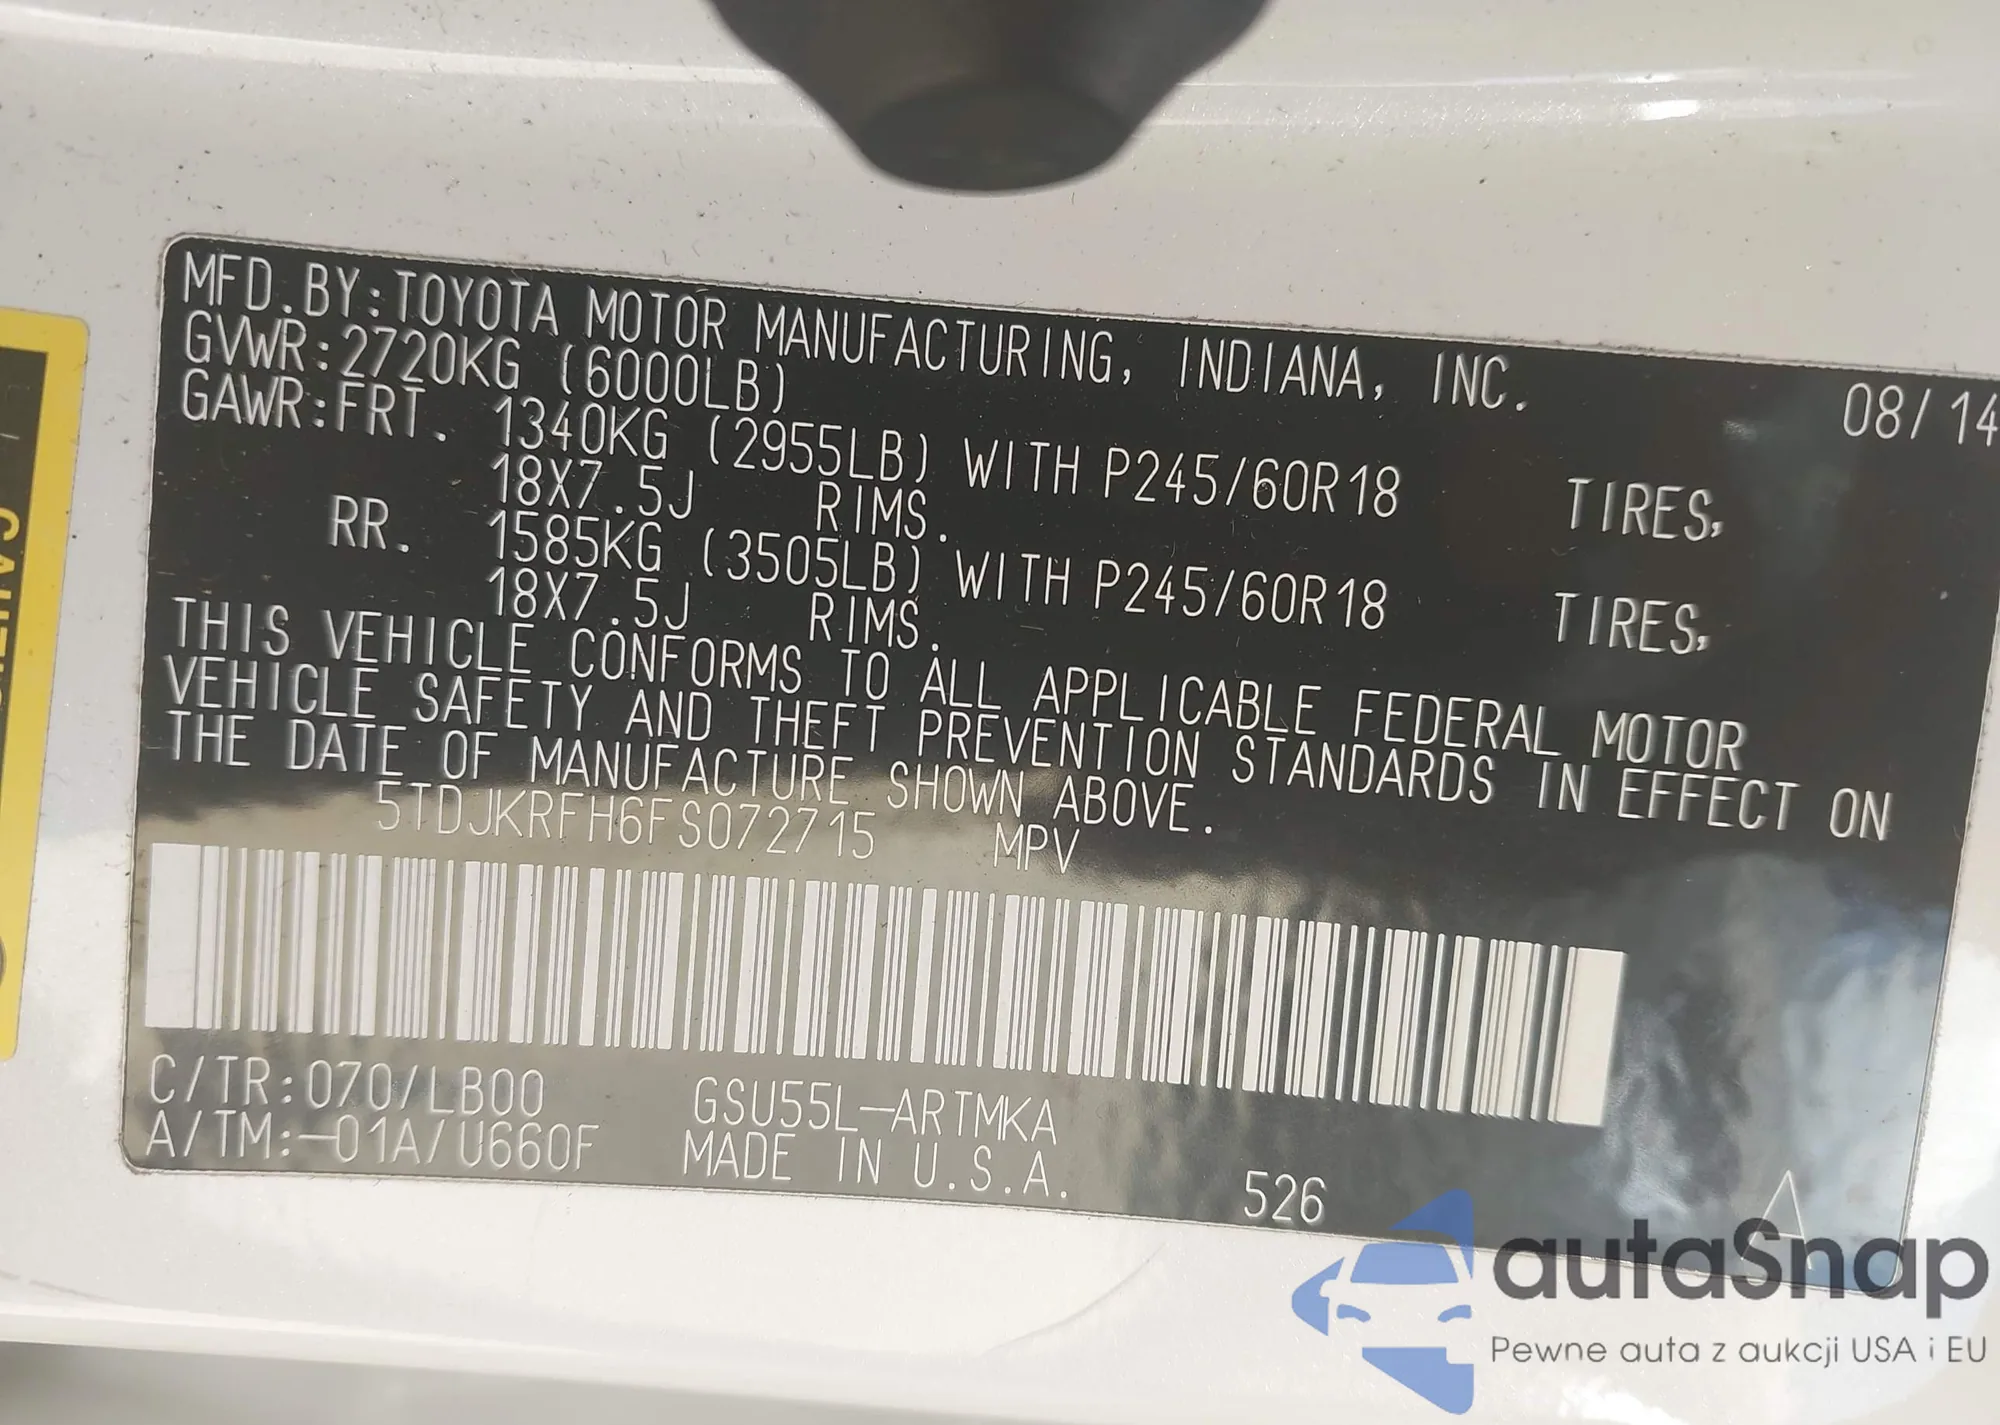 MFD.BY:TOYOTA MOTOR MANUFACTURING, INDIANA, INC. 08/14
GVWR:2720KG (6000LB)
GAWR:FRT. 1340KG (2955LB) WITH P245/60R18 TIRES,
18X7.5J RIMS.
RR. 1585KG (3505LB) WITH P245/60R18 TIRES,
18X7.5J RIMS.
THIS VEHICLE CONFORMS TO ALL APPLICABLE FEDERAL MOTOR
VEHICLE SAFETY AND THEFT PREVENTION STANDARDS IN EFFECT ON
THE DATE OF MANUFACTURE SHOWN ABOVE.
5TDJKRFH6FS072715 MPV
C/TR:070/LB00 GSU55L-ARTMKA
A/TM:-01A/U660F MADE IN U.S.A.
526
autaSnap
Pewne auta z aukcji USA i EU